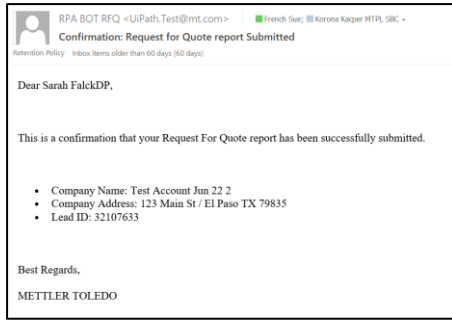 RPA BOT RFQ <UiPath.Test@mt.com> French Sue; Korona Kacper MTPL SBC
Confirmation: Request for Quote report Submitted
Retention Policy Inbox items older than 60 days (60 days)
Dear Sarah FalckDP,
This is a confirmation that your Request For Quote report has been successfully submitted.
• Company Name: Test Account Jun 22 2
• Company Address: 123 Main St / El Paso TX 79835
• Lead ID: 32107633
Best Regards,
METTLER TOLEDO